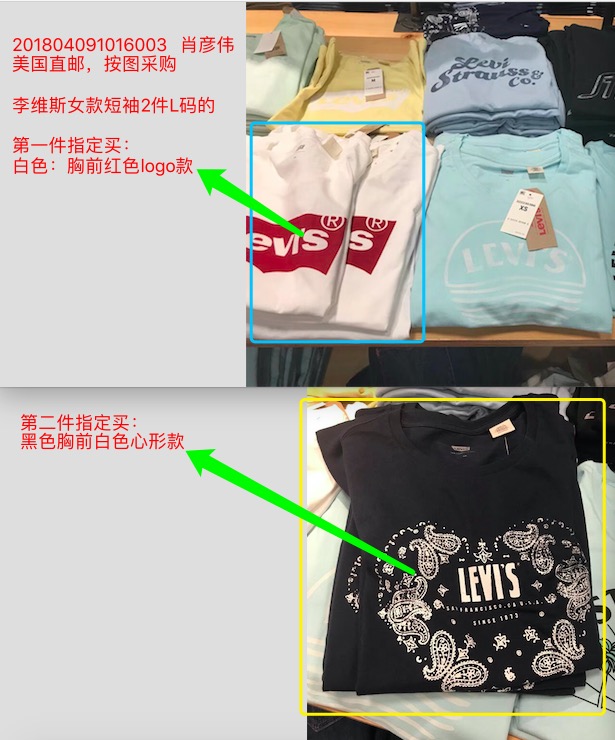 201804091016003 肖彦伟
美国直邮，按图采购
李维斯女款短袖2件L码的
第一件指定买：
白色：胸前红色logo款
Levi
Strauss&
Co.
M
evi's®
s®
XS
Levi's
LEVI'S
第二件指定买：
黑色胸前白色心形款
LEVI'S
SAN FRANCISCO, CA U.S.A.
SINCE 1873